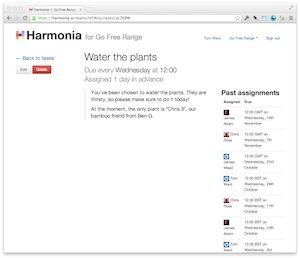 Harmonia — Go Free Range
https://harmonia.io/teams/
Harmonia for Go Free Range
Tom Ward
Go Free Range
Sign out
← Back to tasks
Edit
Delete
Water the plants
Due every Wednesday at 12:00
Assigned 1 day in advance
You've been chosen to water the plants. They are
thirsty, so please make sure to do it today!
At the moment, the only plant is "Chris 3", our
bamboo friend from Ben G.
Past assignments
Assigned Due
James Adam
12:00 GMT on
Wednesday, 14th
November
Chris Roos
12:00 GMT on
Wednesday, 7th
November
James Mead
12:00 BST on
Wednesday, 31st
October
Tom Ward
12:00 BST on
Wednesday, 24th
October
James Adam
12:00 BST on
Wednesday, 17th
October
Chris Roos
12:00 BST on
Wednesday, 10th
October
Tom Ward
12:00 BST on
Wednesday, 3rd